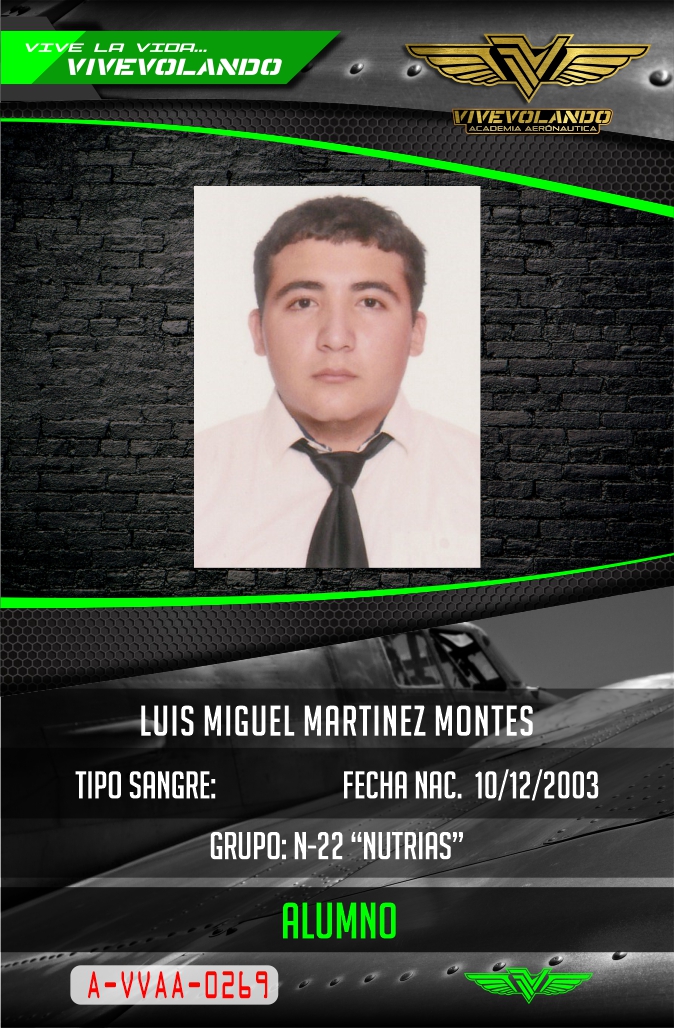 VIVE LA VIDA...
VIVEVOLANDO
VIVEVOLANDO
ACADEMIA AERÓNAUTICA
LUIS MIGUEL MARTINEZ MONTES
TIPO SANGRE: FECHA NAC. 10/12/2003
GRUPO: N-22 “NUTRIAS”
ALUMNO
A-VVAA-0269